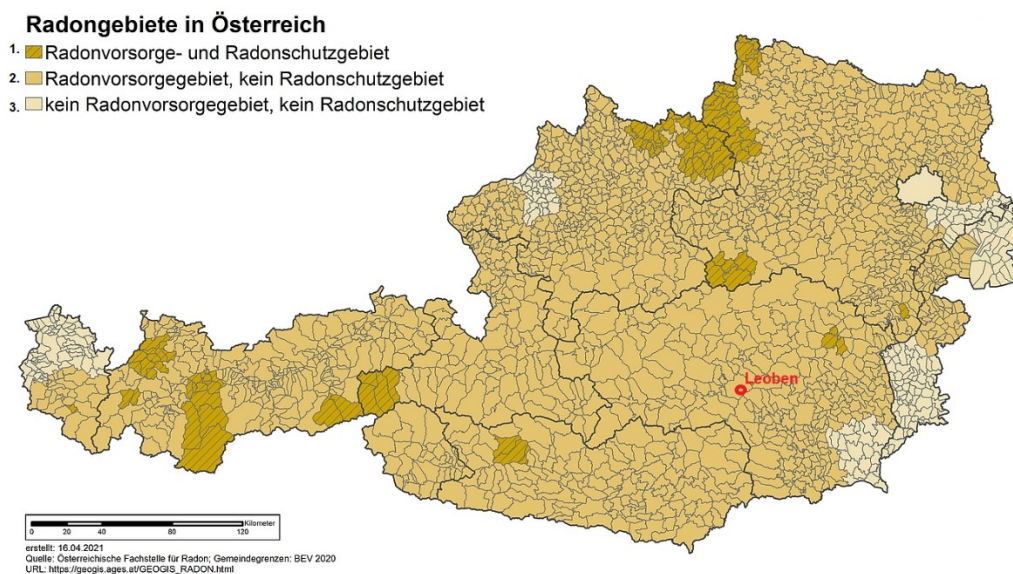 Radongebiete in Österreich
1. Radonvorsorge- und Radonschutzgebiet
2. Radonvorsorgegebiet, kein Radonschutzgebiet
3. kein Radonvorsorgegebiet, kein Radonschutzgebiet
Leoben
Kilometer
0 20 40 80 120
erstellt: 16.04.2021
Quelle: Österreichische Fachstelle für Radon; Gemeindegrenzen: BEV 2020
URL: https://geogis.ages.at/GEOGIS_RADON.html